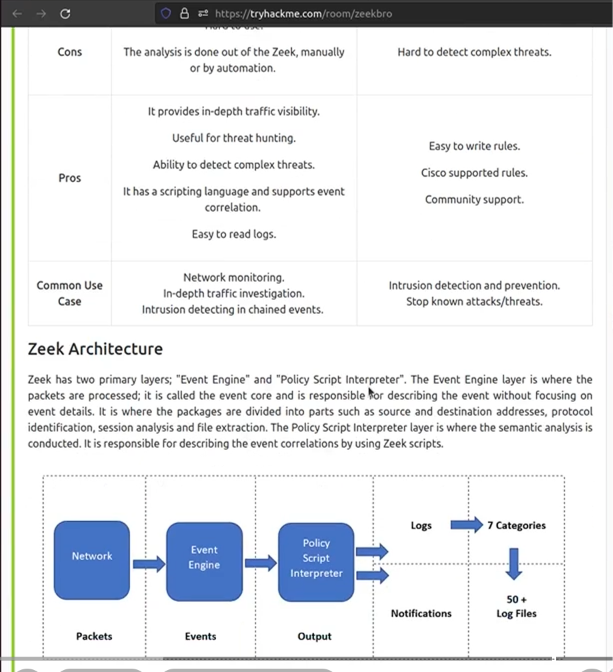 https://tryhackme.com/room/zeekbro
Hard to use.
Cons
The analysis is done out of the Zeek, manually
or by automation.
Hard to detect complex threats.
Pros
It provides in-depth traffic visibility.
Useful for threat hunting.
Ability to detect complex threats.
It has a scripting language and supports event
correlation.
Easy to read logs.
Easy to write rules.
Cisco supported rules.
Community support.
Common Use
Case
Network monitoring.
In-depth traffic investigation.
Intrusion detecting in chained events.
Intrusion detection and prevention.
Stop known attacks/threats.
Zeek Architecture
Zeek has two primary layers; "Event Engine" and "Policy Script Interpreter". The Event Engine layer is where the
packets are processed; it is called the event core and is responsible for describing the event without focusing on
event details. It is where the packages are divided into parts such as source and destination addresses, protocol
identification, session analysis and file extraction. The Policy Script Interpreter layer is where the semantic analysis is
conducted. It is responsible for describing the event correlations by using Zeek scripts.
Network
Event
Engine
Policy
Script
Interpreter
Logs
7 Categories
50 +
Log Files
Notifications
Packets
Events
Output